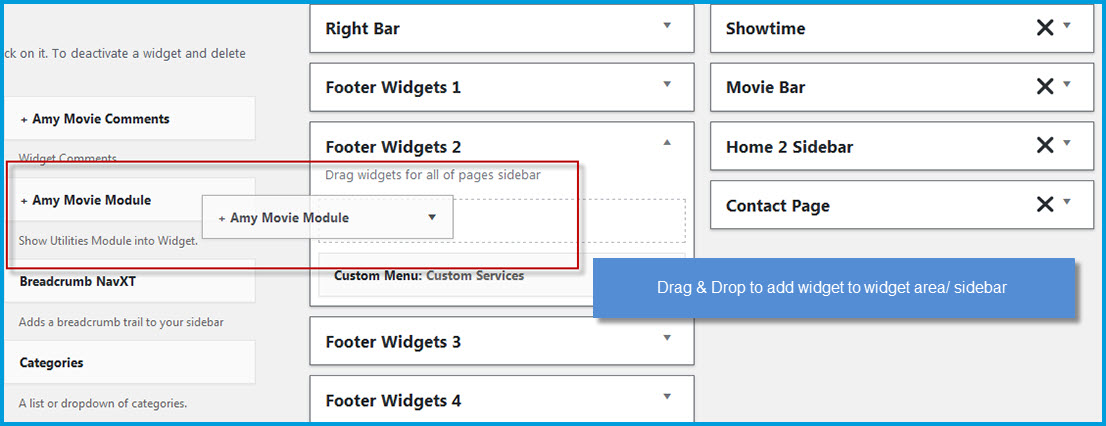 ck on it. To deactivate a widget and delete
+ Amy Movie Comments
Widget Comments
+ Amy Movie Module
Show Utilities Module into Widget.
Breadcrumb NavXT
Adds a breadcrumb trail to your sidebar
Categories
A list or dropdown of categories.
+ Amy Movie Module
Right Bar
Footer Widgets 1
Footer Widgets 2
Drag widgets for all of pages sidebar
Custom Menu: Custom Services
Footer Widgets 3
Footer Widgets 4
Showtime
Movie Bar
Home 2 Sidebar
Contact Page
Drag & Drop to add widget to widget area/ sidebar